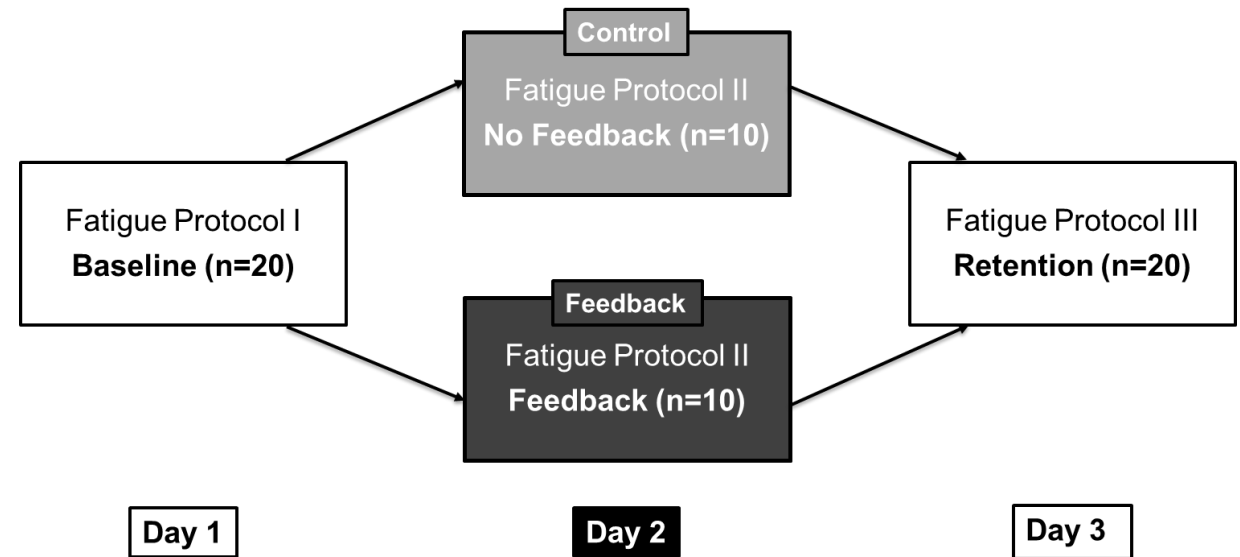 Control
Fatigue Protocol II
No Feedback (n=10)
Fatigue Protocol I
Baseline (n=20)
Fatigue Protocol III
Retention (n=20)
Feedback
Fatigue Protocol II
Feedback (n=10)
Day 1
Day 2
Day 3